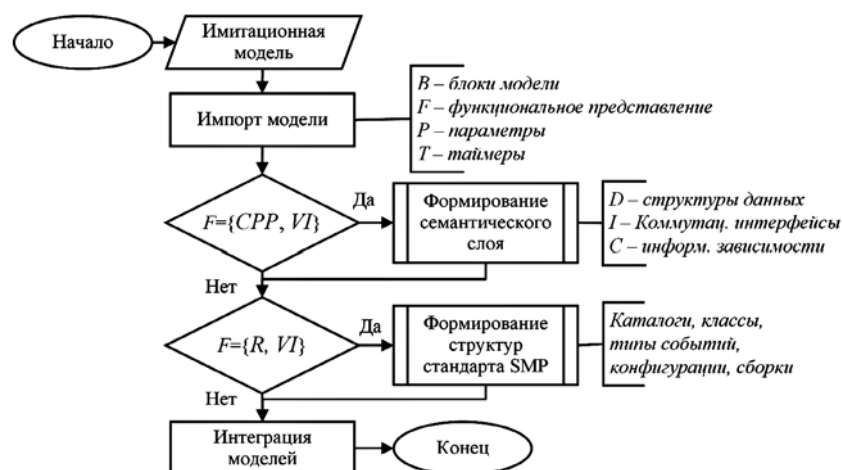 Начало
Имитационная
модель
Импорт модели
B – блоки модели
F – функциональное представление
P – параметры
T – таймеры
F={CPP, VI}
Да
Формирование
семантического
слоя
D – структуры данных
I – Коммутац. интерфейсы
C – информ. зависимости
Нет
F={R, VI}
Да
Формирование
структур
стандарта SMP
Каталоги, классы,
типы событий,
конфигурации, сборки
Нет
Интеграция
моделей
Конец